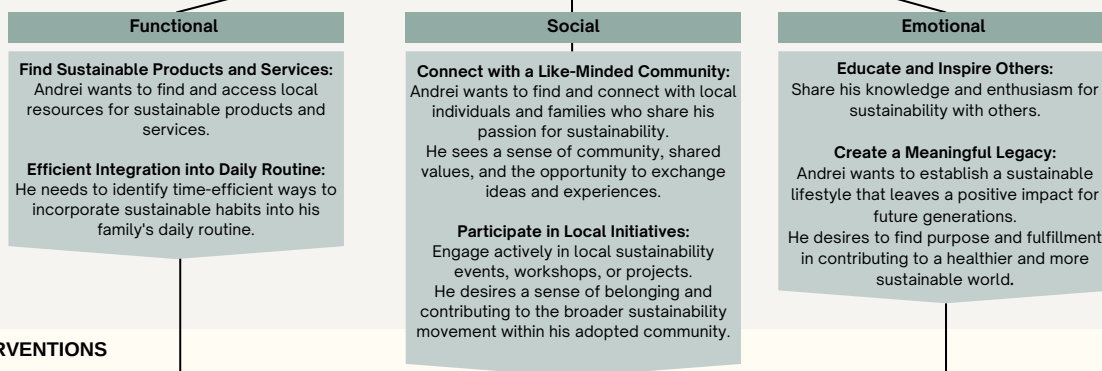 Functional
Find Sustainable Products and Services:
Andrei wants to find and access local
resources for sustainable products and
services.
Efficient Integration into Daily Routine:
He needs to identify time-efficient ways to
incorporate sustainable habits into his
family's daily routine.
Social
Connect with a Like-Minded Community:
Andrei wants to find and connect with local
individuals and families who share his
passion for sustainability.
He sees a sense of community, shared
values, and the opportunity to exchange
ideas and experiences.
Participate in Local Initiatives:
Engage actively in local sustainability
events, workshops, or projects.
He desires a sense of belonging and
contributing to the broader sustainability
movement within his adopted community.
Emotional
Educate and Inspire Others:
Share his knowledge and enthusiasm for
sustainability with others.
Create a Meaningful Legacy:
Andrei wants to establish a sustainable
lifestyle that leaves a positive impact for
future generations.
He desires to find purpose and fulfillment
in contributing to a healthier and more
sustainable world.
RVENTIONS